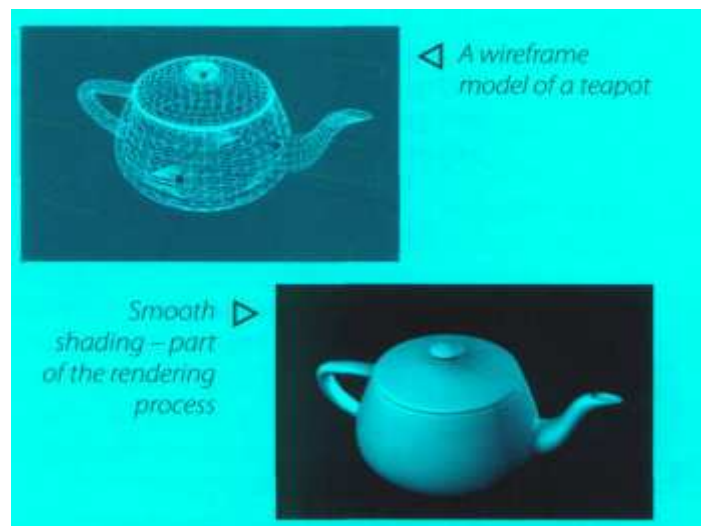 A wireframe
model of a teapot
Smooth
shading – part
of the rendering
process